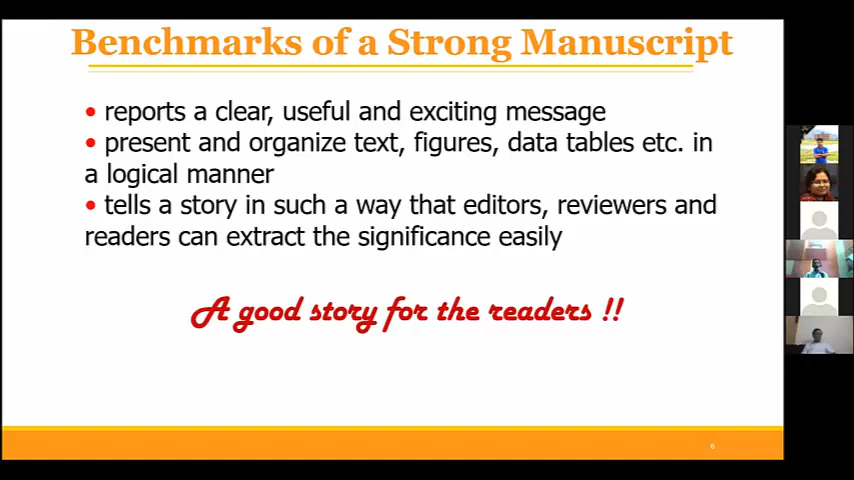 Benchmarks of a Strong Manuscript
• reports a clear, useful and exciting message
• present and organize text, figures, data tables etc. in
a logical manner
• tells a story in such a way that editors, reviewers and
readers can extract the significance easily
A good story for the readers !!
6